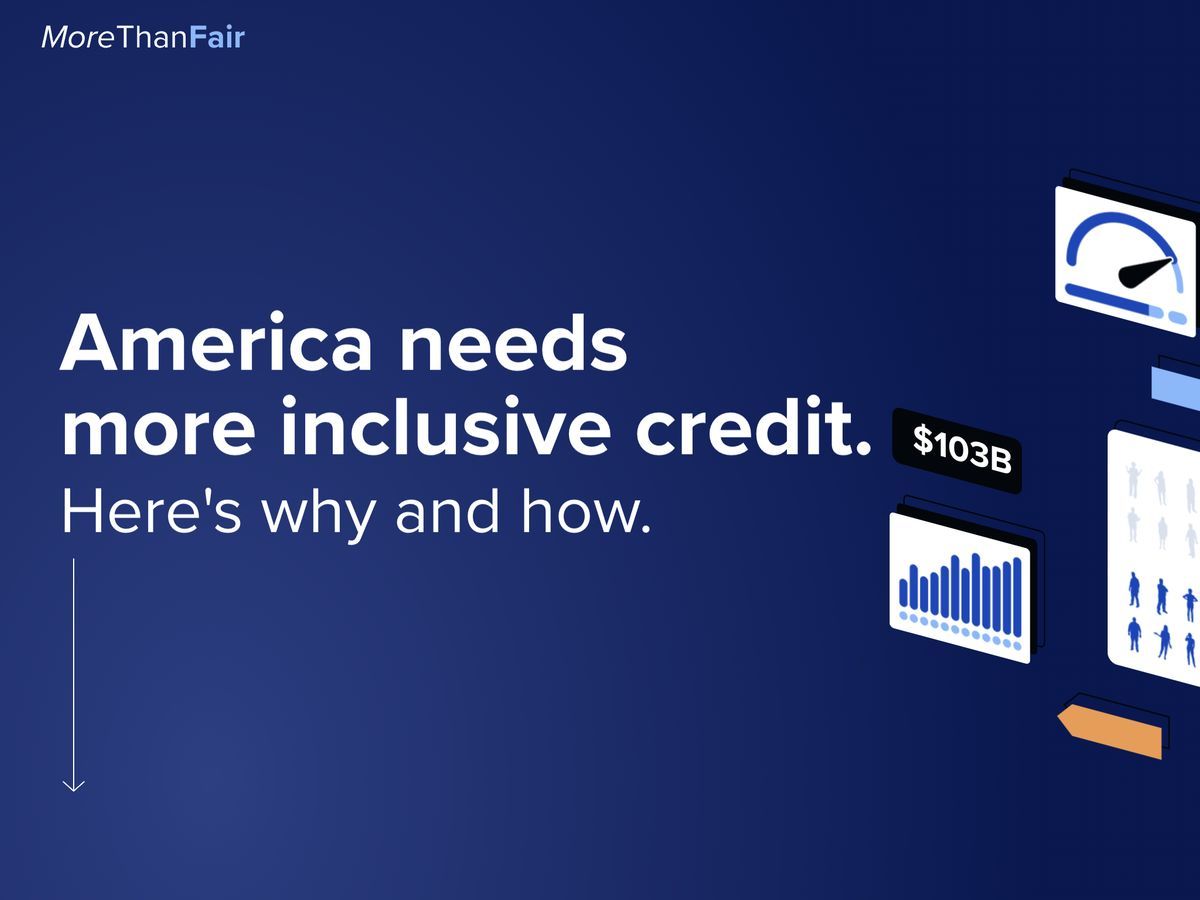 MoreThanFair
America needs
more inclusive credit.
$103B
Here's why and how.